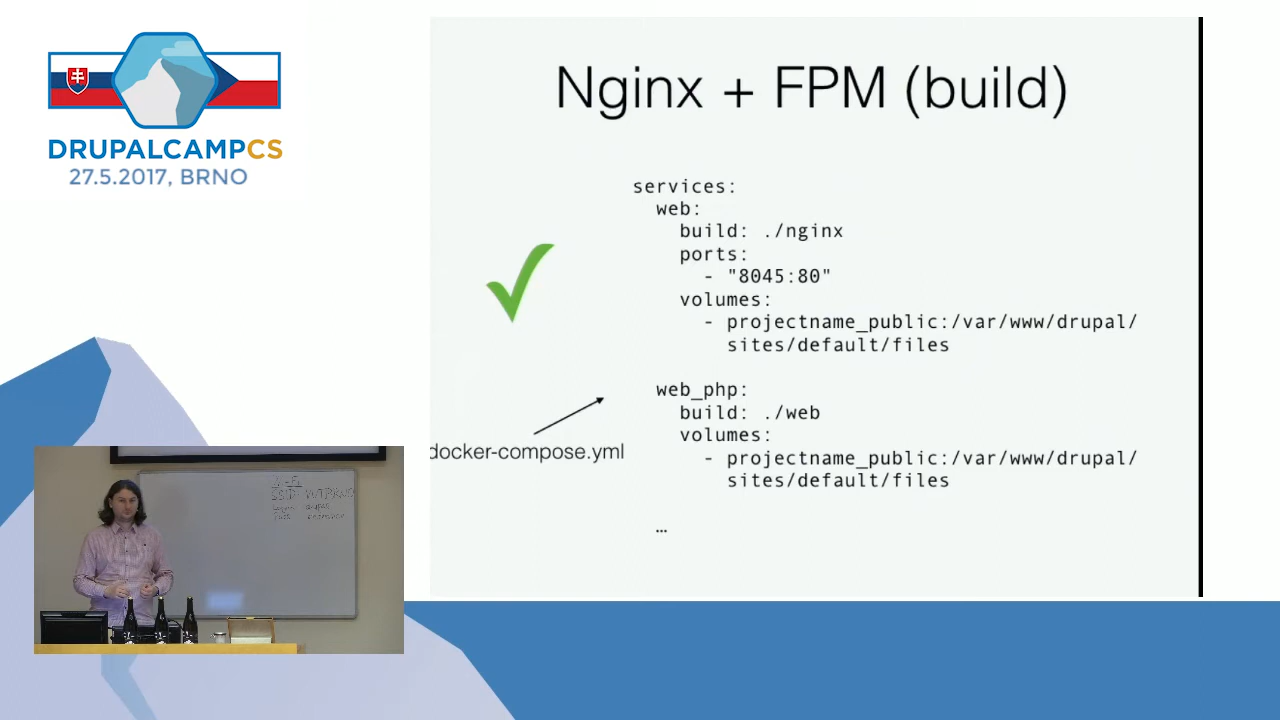 DRUPALCAMPCS
27.5.2017, BRNO
Nginx + FPM (build)
services:
web:
build: ./nginx
ports:
- "8045:80"
volumes:
- projectname_public:/var/www/drupal/
sites/default/files
web_php:
build: ./web
volumes:
- projectname_public:/var/www/drupal/
sites/default/files
…
docker-compose.yml
SSID